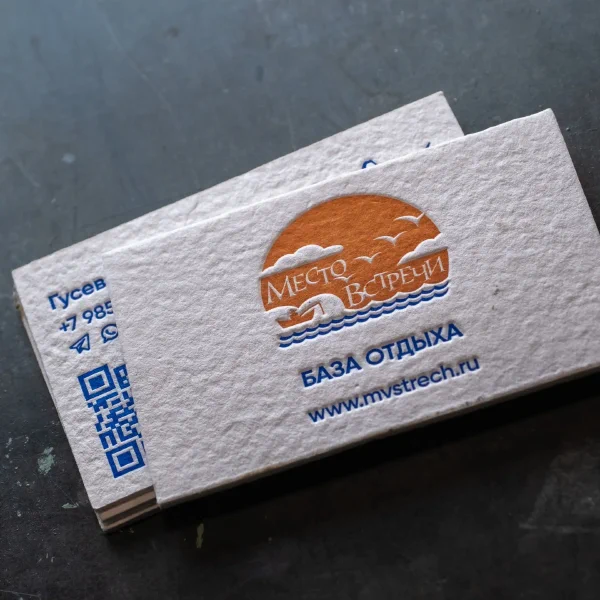 Место
Встречи
БАЗА ОТДЫХА
www.mvstrech.ru
Гусев
+7 985